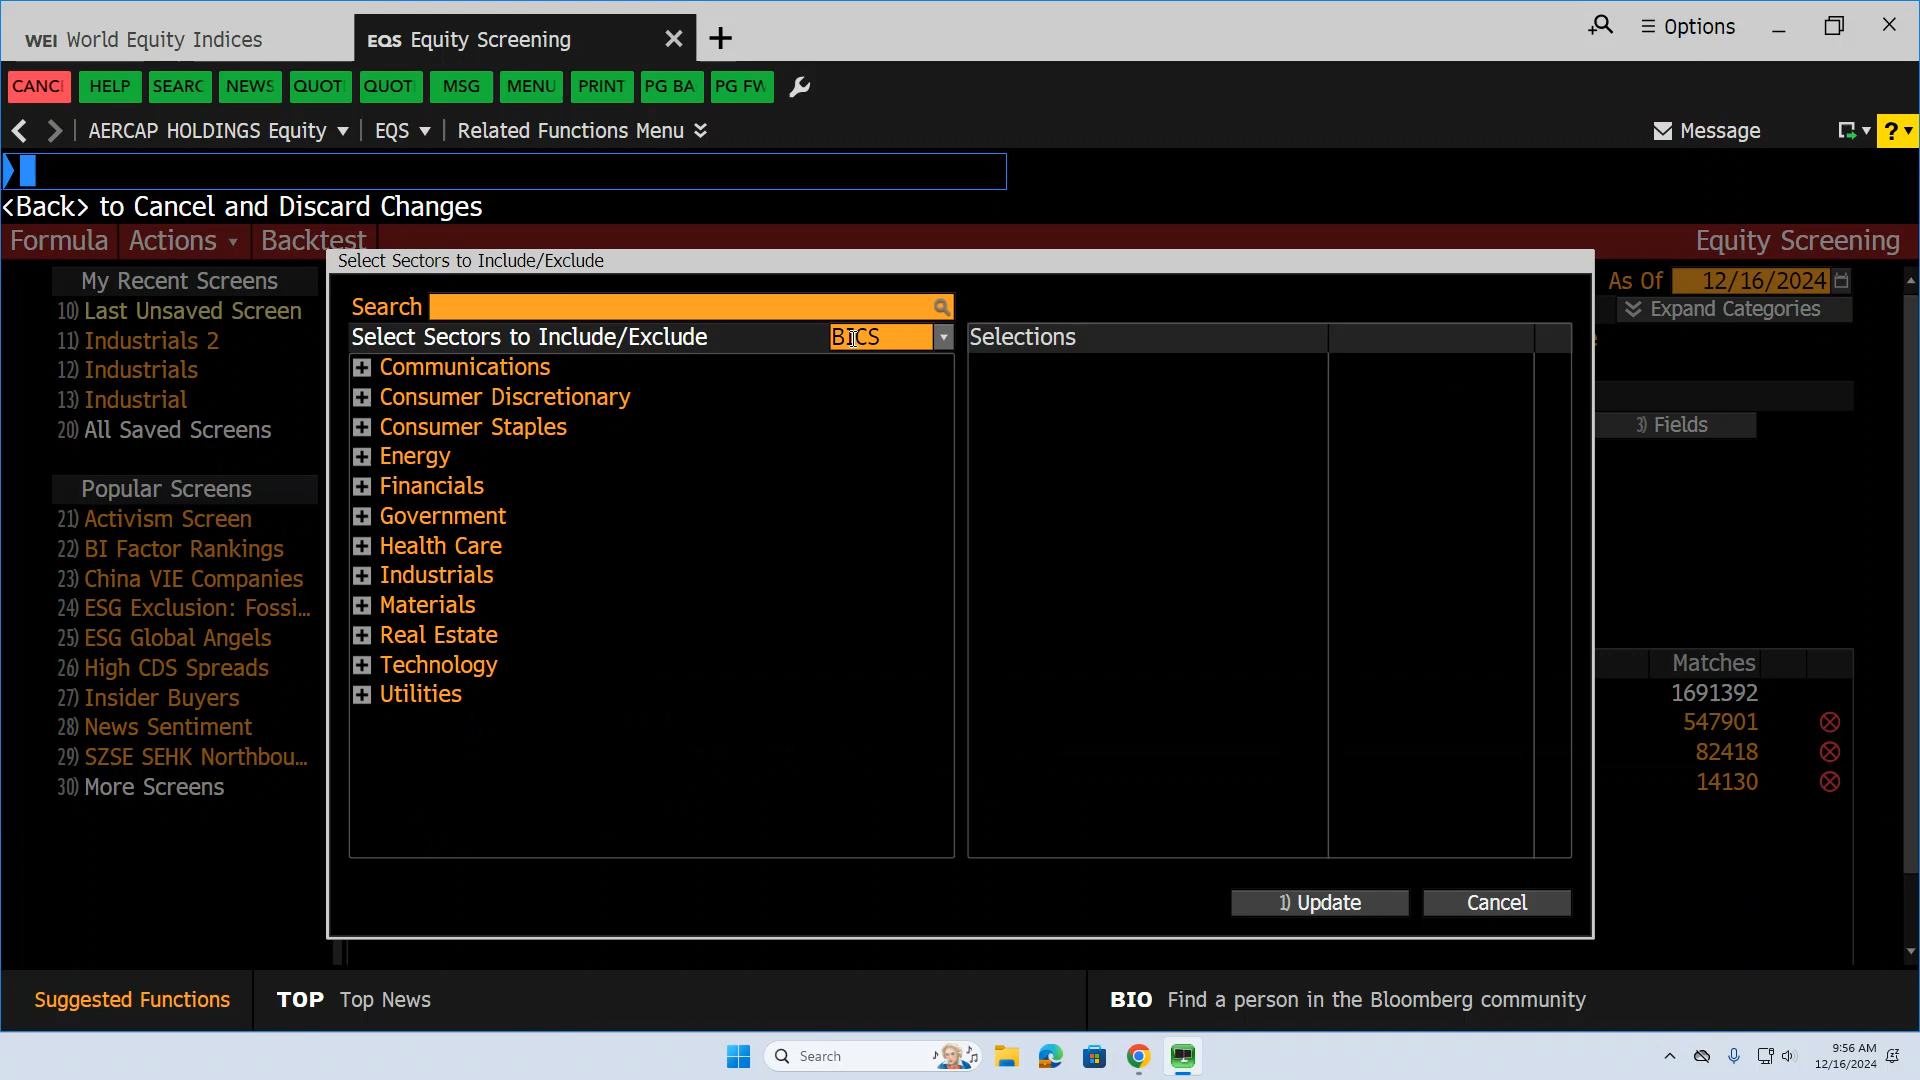 WEI World Equity Indices
EQS Equity Screening
Options
CANC HELP SEARC NEWS QUOT QUOT MSG MENU PRINT PG BA PG FW
AERCAP HOLDINGS Equity EQS Related Functions Menu
Message
?
<Back> to Cancel and Discard Changes
Formula Actions Backtest Equity Screening
Select Sectors to Include/Exclude
My Recent Screens
10) Last Unsaved Screen
11) Industrials 2
12) Industrials
13) Industrial
20) All Saved Screens
Popular Screens
21) Activism Screen
22) BI Factor Rankings
23) China VIE Companies
24) ESG Exclusion: Fossi...
25) ESG Global Angels
26) High CDS Spreads
27) Insider Buyers
28) News Sentiment
29) SZSE SEHK Northbou...
30) More Screens
Search
Select Sectors to Include/Exclude BICS
Communications
Consumer Discretionary
Consumer Staples
Energy
Financials
Government
Health Care
Industrials
Materials
Real Estate
Technology
Utilities
Selections
1) Update Cancel
As Of 12/16/2024
Expand Categories
3) Fields
Matches
1691392
547901
82418
14130
Suggested Functions TOP Top News BIO Find a person in the Bloomberg community
Search
9:56 AM
12/16/2024